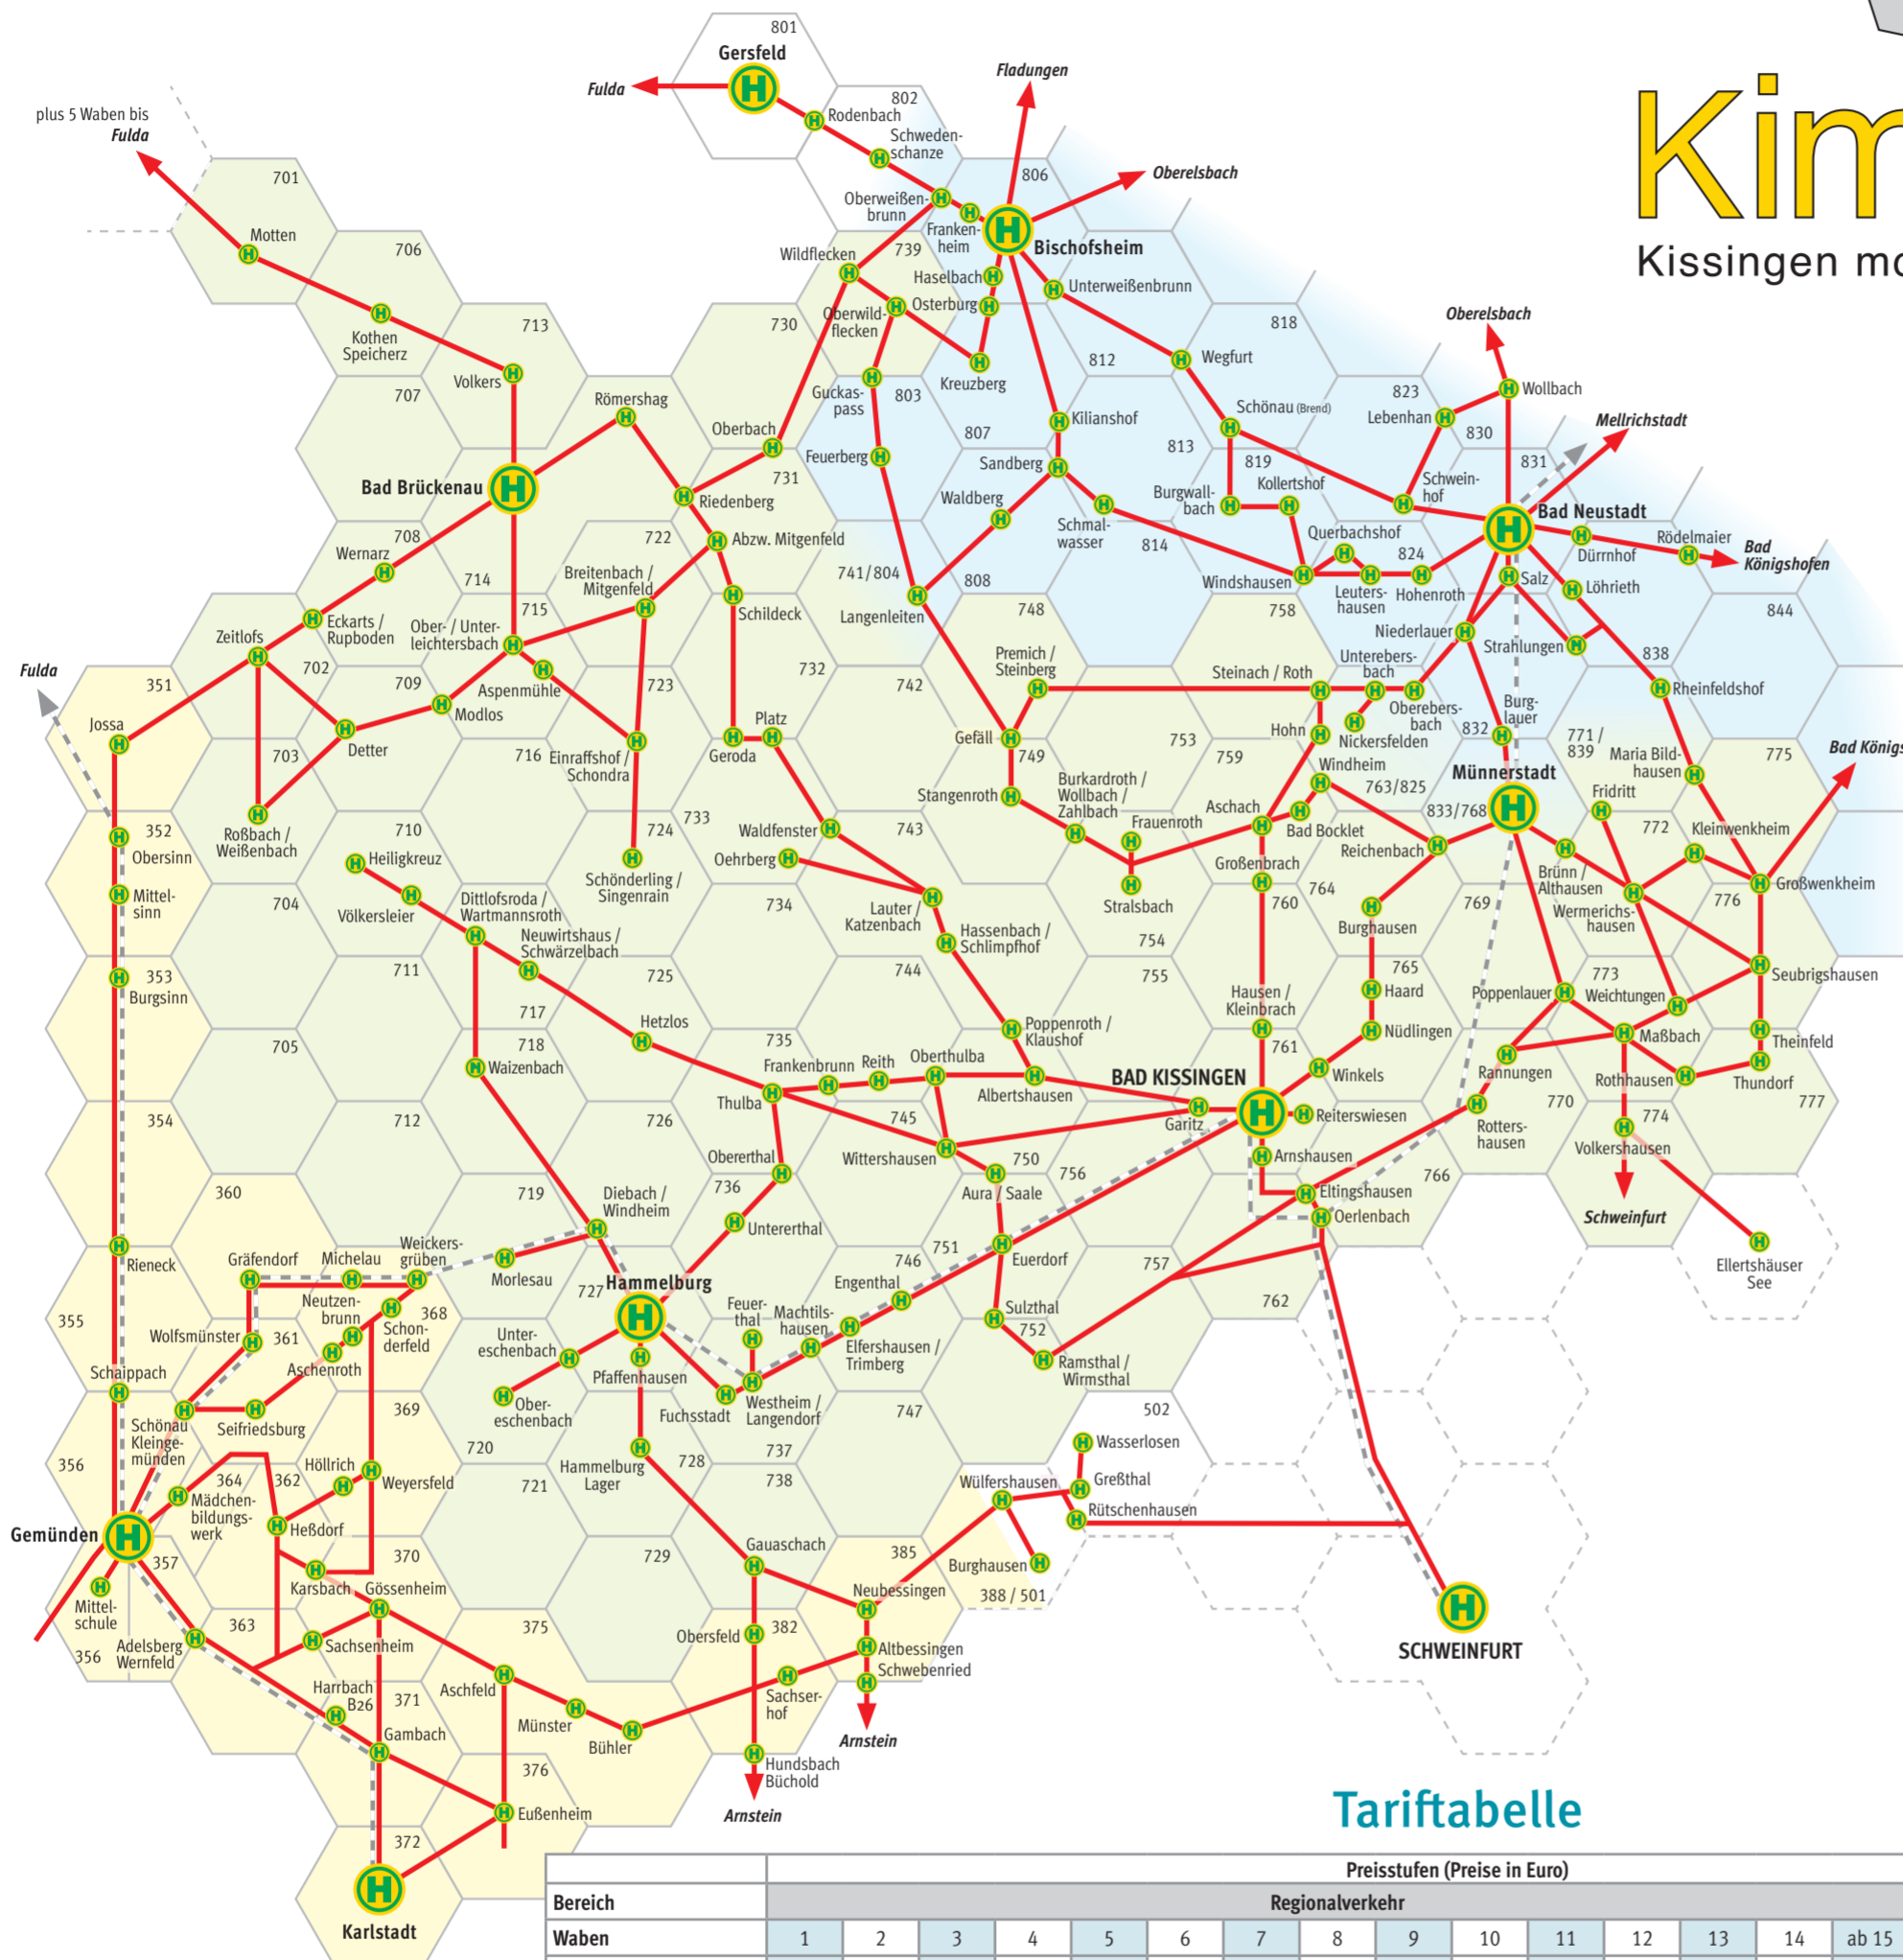 801
Gersfeld
Fulda
Fladungen
plus 5 Waben bis
Fulda
802
Rodenbach
Schweden-
schanze
806
Oberelsbach
Kim
Kissingen mo
701
Motten
Oberweißen-
brunn
Franken-
heim
Bischofsheim
706
Wildflecken
739
Haselbach
Unterweißenbrunn
Oberwild-
flecken
Osterburg
Kothen
Speicherz
713
730
818
Oberelsbach
812
Wegfurt
Volkers
707
Kreuzberg
Guckas-
pass
803
Römershag
823
Wollbach
Lebenhan
Schönau (Brend)
Mellrichstadt
Kilianshof
Oberbach
807
813
830
Feuerberg
Sandberg
819
831
Bad Brückenau
731
Riedenberg
Kollertshof
Schwein-
hof
Waldberg
Burgwall-
bach
Bad Neustadt
Schmal-
wasser
708
722
Abzw. Mitgenfeld
Querbachshof
Rödelmaier
Dürrnhof
Bad
Königshofen
Wernarz
814
824
714
Breitenbach /
Mitgenfeld
741/804
808
Windshausen
Salz
Leuters-
hausen
Hohenroth
Löhrieth
Eckarts /
Rupboden
715
Ober- / Unter-
leichtersbach
Schildeck
Langenleiten
748
758
844
Zeitlofs
Niederlauer
Strahlungen
Fulda
702
Premich /
Steinberg
Steinach / Roth
Unterebers-
bach
838
351
709
Aspenmühle
723
732
742
Rheinfeldshof
Jossa
Modlos
Oberebers-
bach
Burg-
lauer
Detter
Platz
Geroda
Gefäll
753
Hohn
Nickersfelden
832
771 /
839
703
716
Einraffshof /
Schondra
749
759
Windheim
Maria Bild-
hausen
775
Bad Königs
Münnerstadt
Burkardroth /
Wollbach /
Zahlbach
763/825
Stangenroth
Aschach
833/768
Fridritt
352
Obersinn
Roßbach /
Weißenbach
710
724
733
Waldfenster
743
Frauenroth
Bad Bocklet
772
Kleinwenkheim
Heiligkreuz
Oehrberg
Großenbrach
Reichenbach
Mittel-
sinn
Schönderling /
Singenrain
Brünn /
Althausen
Großwenkheim
704
Völkersleier
Dittlofsroda /
Wartmannsroth
734
Lauter /
Katzenbach
Stralsbach
764
760
769
776
Wermerichs-
hausen
Neuwirtshaus /
Schwärzelbach
Hassenbach /
Schlimpfhof
754
Burghausen
353
Burgsinn
711
725
744
755
765
773
Seubrigshausen
Haard
Poppenlauer
Weichtungen
717
Hausen /
Kleinbrach
Hetzlos
Poppenroth /
Klaushof
Nüdlingen
705
718
735
761
Maßbach
Theinfeld
Waizenbach
Frankenbrunn
Reith
Oberthulba
BAD KISSINGEN
Winkels
Rannungen
Rothhausen
Thundorf
Thulba
Albertshausen
354
712
726
745
Garitz
Reiterswiesen
770
774
777
Rotters-
hausen
Wittershausen
Arnshausen
Volkershausen
Obererthal
750
756
766
360
719
Diebach /
Windheim
736
Aura / Saale
Eltingshausen
Untererthal
Oerlenbach
Schweinfurt
Rieneck
Gräfendorf
Michelau
Weickers-
grüben
Morlesau
746
751
Euerdorf
757
Ellertshäuser
See
727
Hammelburg
Engenthal
355
Neutzen-
brunn
368
Feuer-
thal
Machtils-
hausen
Sulzthal
762
Wolfsmünster
361
Schon-
derfeld
Unter-
eschenbach
752
Aschenroth
Pfaffenhausen
Elfershausen /
Trimberg
Ramsthal /
Wirmsthal
Schaippach
Ober-
eschenbach
Fuchsstadt
Westheim /
Langendorf
Schönau
Kleinge-
münden
Seifriedsburg
369
747
502
720
737
Wasserlosen
356
Höllrich
Hammelburg
Lager
728
364
362
Weyersfeld
721
738
Wülfershausen
Greßthal
Mädchen-
bildungs-
werk
Rütschenhausen
Gemünden
Heßdorf
357
370
729
Gauaschach
385
Burghausen
Karsbach
Gössenheim
Neubessingen
388 / 501
Mittel-
schule
363
375
382
Adelsberg
Wernfeld
Sachsenheim
Obersfeld
Altbessingen
SCHWEINFURT
356
Schwebenried
Harrbach
B26
371
Aschfeld
Sachser-
hof
Münster
Gambach
Bühler
Arnstein
376
Hundsbach
Büchold
Eußenheim
Arnstein
Tariftabelle
372
Karlstadt
Preisstufen (Preise in Euro)
Bereich Regionalverkehr
Waben 1 2 3 4 5 6 7 8 9 10 11 12 13 14 ab 15